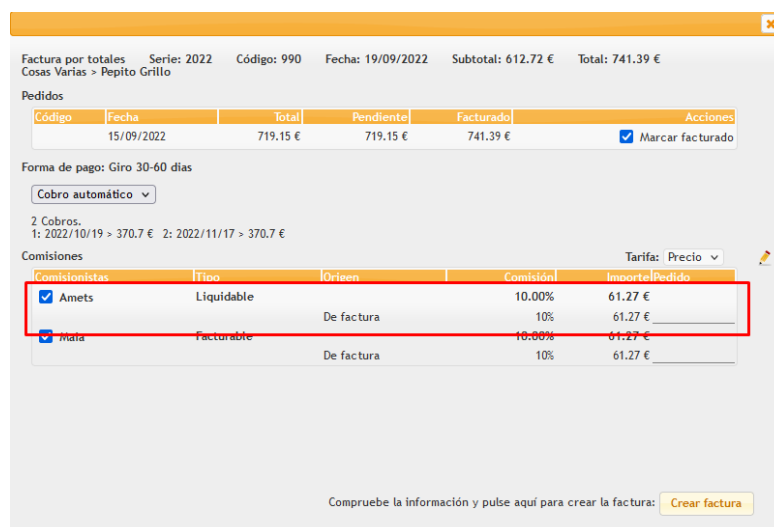 Factura por totales Serie: 2022 Código: 990 Fecha: 19/09/2022 Subtotal: 612.72 € Total: 741.39 €
Cosas Varias > Pepito Grillo
Pedidos
Código Fecha Total Pendiente Facturado Acciones
15/09/2022 719.15 € 719.15 € 741.39 € Marcar facturado
Forma de pago: Giro 30-60 dias
Cobro automático
2 Cobros.
1: 2022/10/19 > 370.7 € 2: 2022/11/17 > 370.7 €
Comisiones Tarifa: Precio
Comisionistas Tipo Origen Comisión Importe Pedido
Amets Liquidable 10.00% 61.27 €
De factura 10% 61.27 €
Maia Facturable 10.00% 61.27 €
De factura 10% 61.27 €
Compruebe la información y pulse aquí para crear la factura: Crear factura